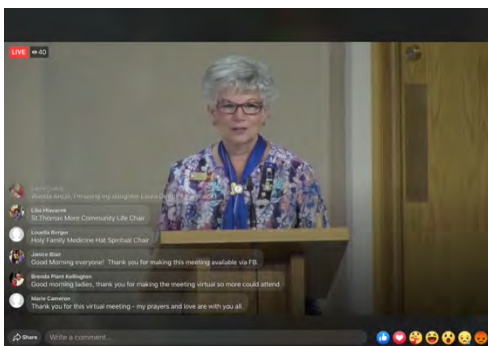 LIVE 40
Wanda
Lilia Hlavacek
St.Thomas More Community Life Chair
Louella Berger
Holy Family Medicine Hat Spiritual Chair
Janice Blair
Good Morning everyone! Thank you for making this meeting available via FB.
Brenda Plant Kellington
Good morning ladies, thank you for making the meeting virtual so more could attend
Marie Cameron
Thank you for this virtual meeting - my prayers and love are with you all.
Share Write a comment...